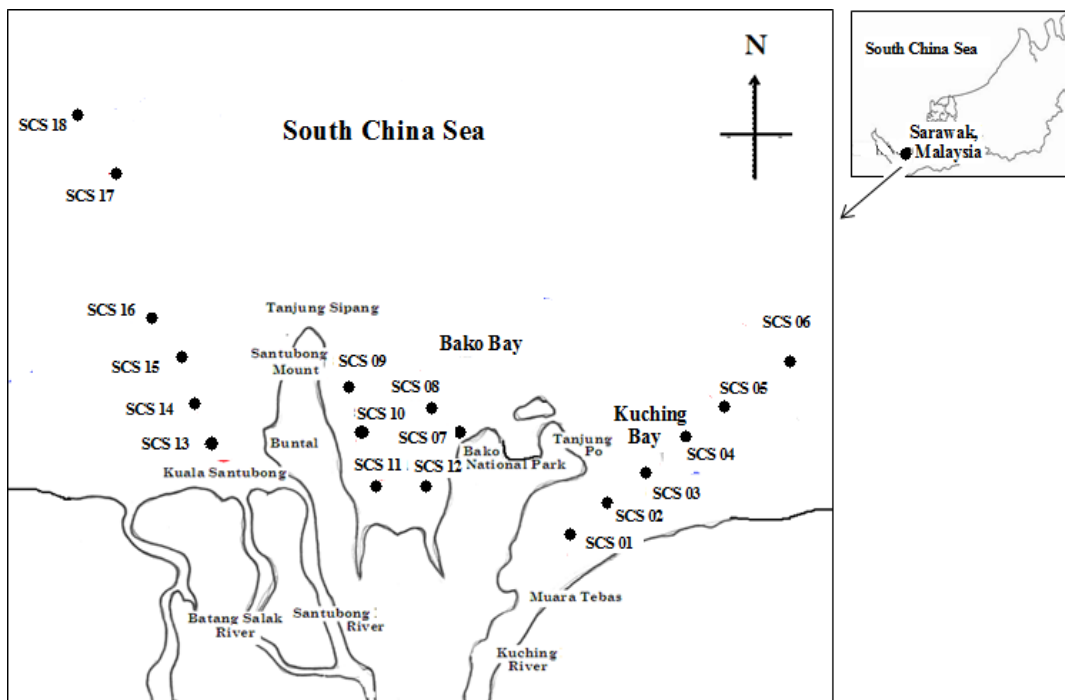 N
South China Sea
SCS 18
SCS 17
SCS 16
SCS 15
SCS 14
SCS 13
Tanjung Sipang
Santubong
Mount
SCS 09
Bako Bay
SCS 08
SCS 10
SCS 07
SCS 11
SCS 12
Buntal
Kuala Santubong
Bako
National Park
Tanjung
Po
Kuching
Bay
SCS 06
SCS 05
SCS 04
SCS 03
SCS 02
SCS 01
Muara Tebas
Kuching
River
Batang Salak
River
Santubong
River
South China Sea
Sarawak,
Malaysia